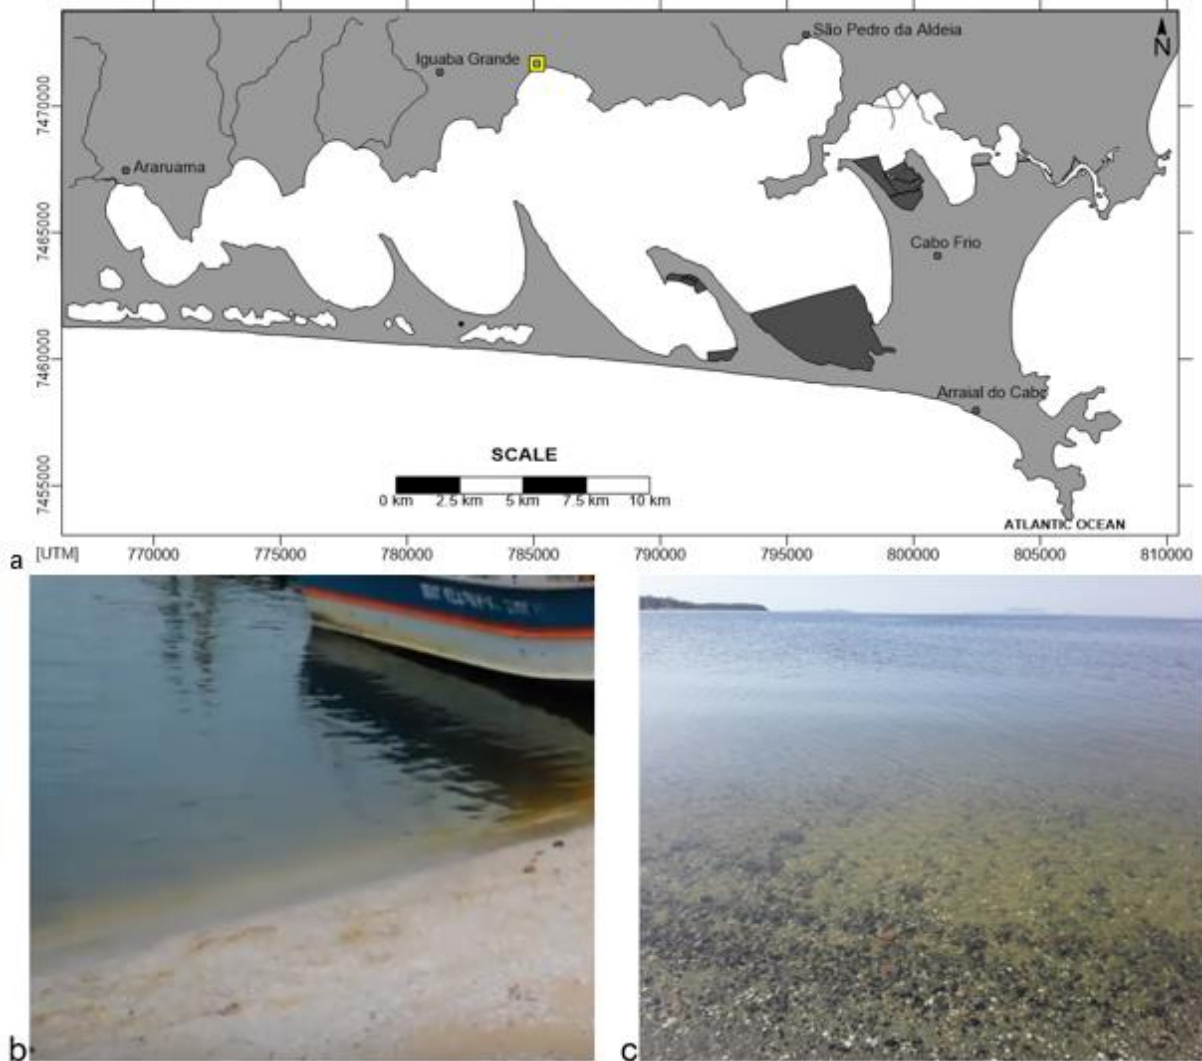 São Pedro da Aldeia
N
Iguaba Grande
Araruama
Cabo Frio
Arraial do Cabo
SCALE
0 km 2.5 km 5 km 7.5 km 10 km
ATLANTIC OCEAN
7470000
7465000
7460000
7455000
a [UTM] 770000 775000 780000 785000 790000 795000 800000 805000 810000
b c